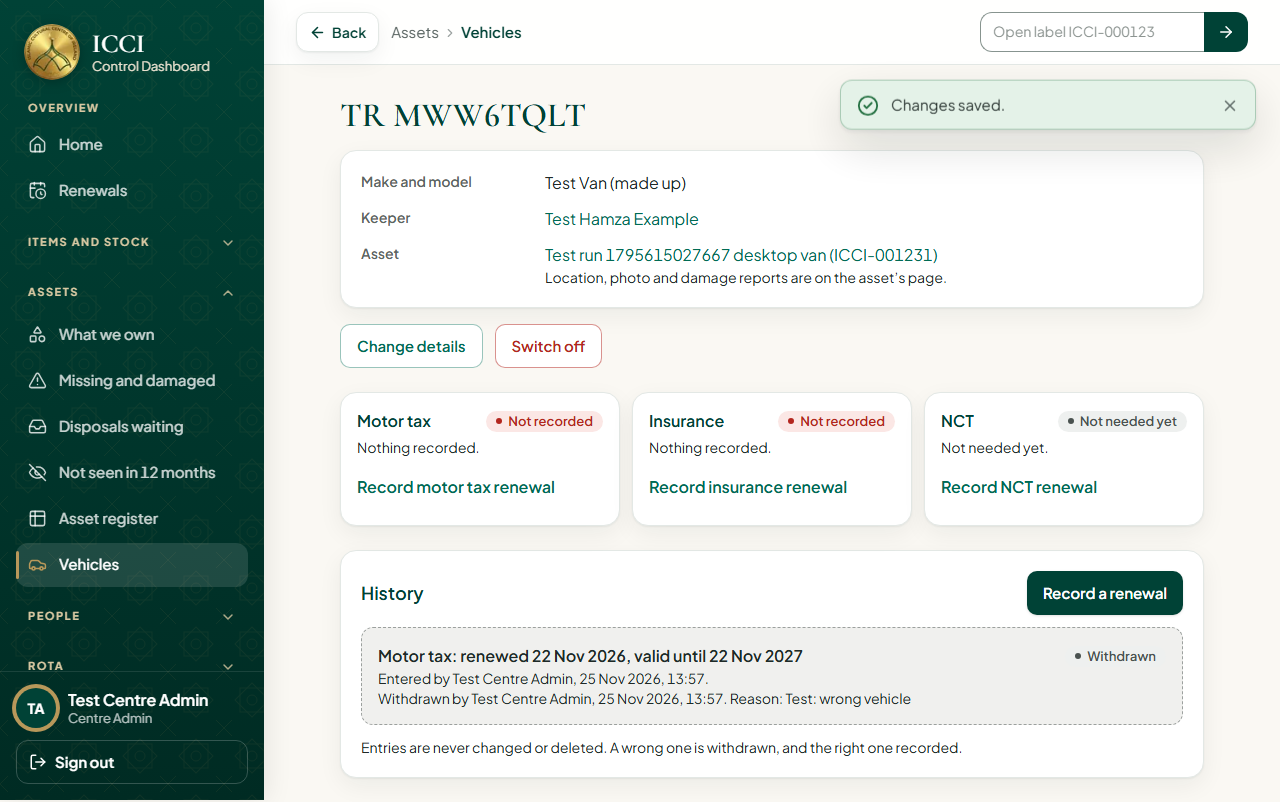 ICCI
Control Dashboard
OVERVIEW
Home
Renewals
ITEMS AND STOCK
ASSETS
What we own
Missing and damaged
Disposals waiting
Not seen in 12 months
Asset register
Vehicles
PEOPLE
ROTA
TA
Test Centre Admin
Centre Admin
Sign out
Back
Assets > Vehicles
Open label ICCI-000123
Changes saved.
TR MWW6TQLT
Make and model
Test Van (made up)
Keeper
Test Hamza Example
Asset
Test run 1795615027667 desktop van (ICCI-001231)
Location, photo and damage reports are on the asset's page.
Change details
Switch off
Motor tax
Not recorded
Nothing recorded.
Record motor tax renewal
Insurance
Not recorded
Nothing recorded.
Record insurance renewal
NCT
Not needed yet
Not needed yet.
Record NCT renewal
History
Record a renewal
Motor tax: renewed 22 Nov 2026, valid until 22 Nov 2027
Withdrawn
Entered by Test Centre Admin, 25 Nov 2026, 13:57.
Withdrawn by Test Centre Admin, 25 Nov 2026, 13:57. Reason: Test: wrong vehicle
Entries are never changed or deleted. A wrong one is withdrawn, and the right one recorded.